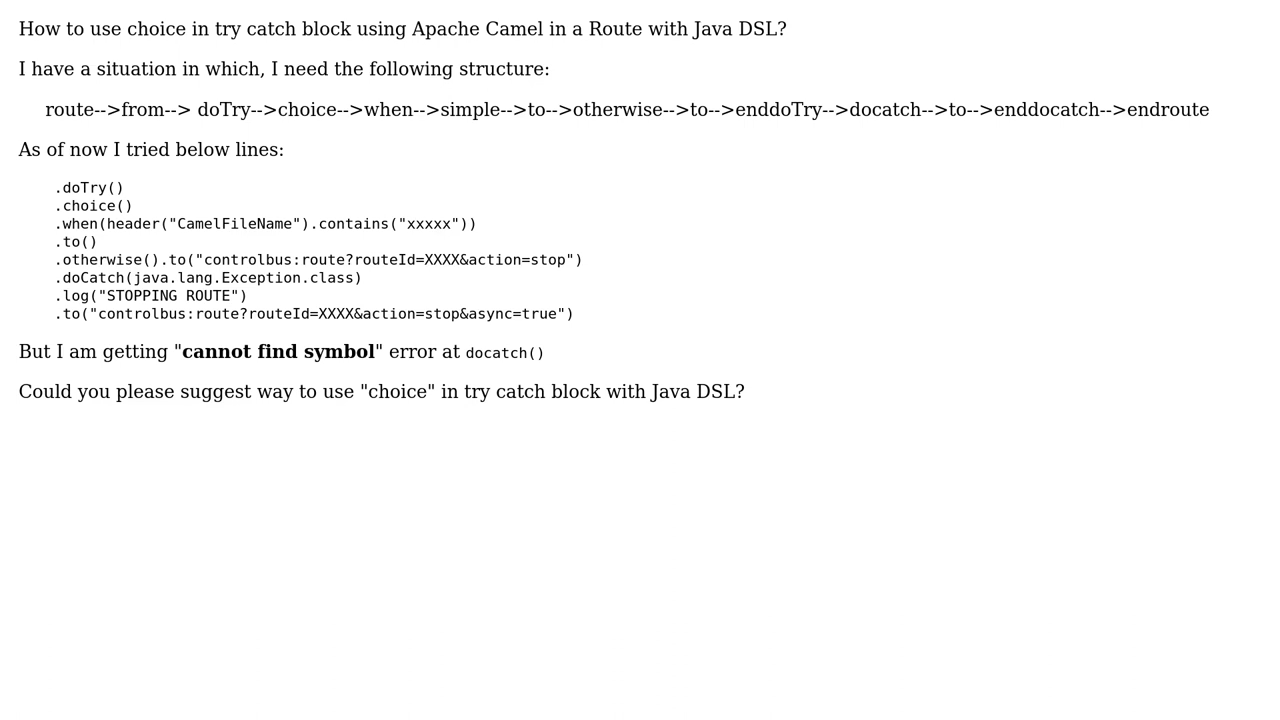 How to use choice in try catch block using Apache Camel in a Route with Java DSL?
I have a situation in which, I need the following structure:
route-->from--> doTry-->choice-->when-->simple-->to-->otherwise-->to-->enddoTry-->docatch-->to-->enddocatch-->endroute
As of now I tried below lines:
.doTry()
.choice()
.when(header("CamelFileName").contains("xxxxx"))
.to()
.otherwise().to("controlbus:route?routeId=XXXX&action=stop")
.doCatch(java.lang.Exception.class)
.log("STOPPING ROUTE")
.to("controlbus:route?routeId=XXXX&action=stop&async=true")
But I am getting "cannot find symbol" error at docatch()
Could you please suggest way to use "choice" in try catch block with Java DSL?